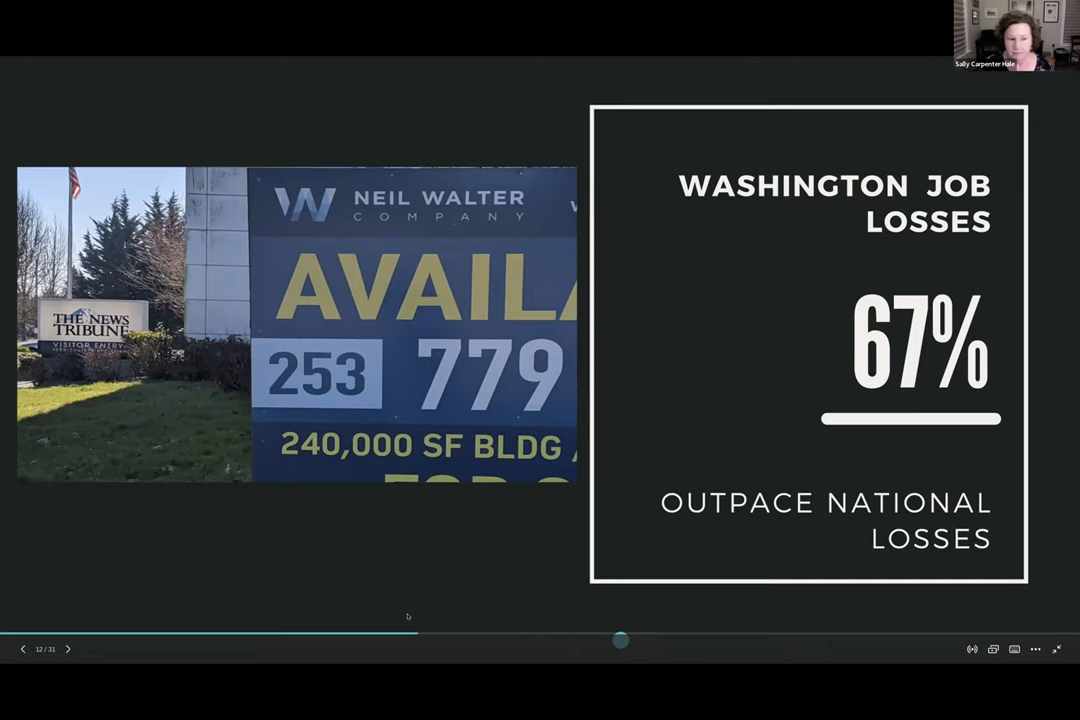 Sally Carpenter Hale
THE NEWS
TRIBUNE
VISITOR ENTRY
NEIL WALTER
COMPANY
AVAILA
253 779
240,000 SF BLDG
WASHINGTON JOB
LOSSES
67%
OUTPACE NATIONAL
LOSSES
12 / 31